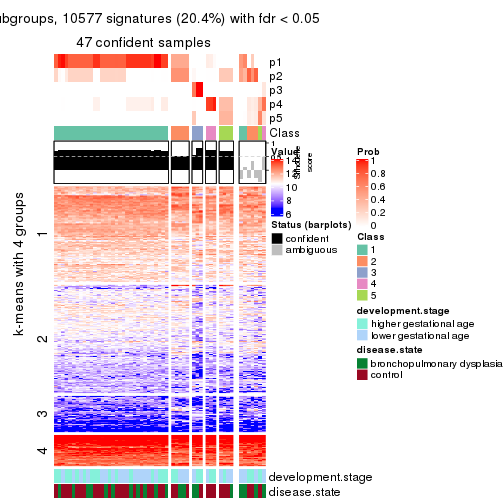 ubgroups, 10577 signatures (20.4%) with fdr < 0.05
47 confident samples
p1
p2
p3
p4
p5
Class
1
score
k-means with 4 groups
1
2
3
4
development.stage
disease.state
Value
14
12
10
8
6
Status (barplots)
confident
ambiguous
Prob
1
0.8
0.6
0.4
0.2
0
Class
1
2
3
4
5
development.stage
higher gestational age
lower gestational age
disease.state
bronchopulmonary dysplasia
control